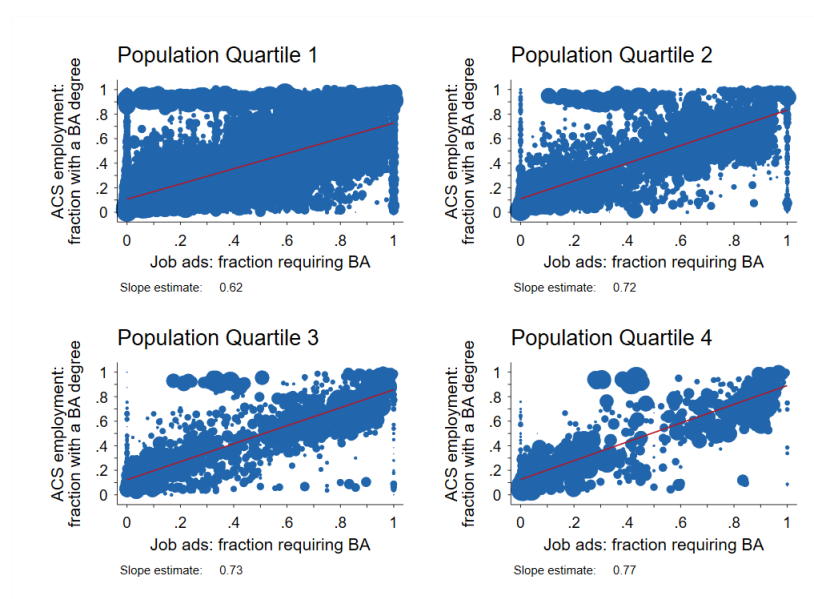 Population Quartile 1
ACS employment:
fraction with a BA degree
1
.8
.6
.4
.2
0
0 .2 .4 .6 .8 1
Job ads: fraction requiring BA
Slope estimate: 0.62
Population Quartile 2
ACS employment:
fraction with a BA degree
1
.8
.6
.4
.2
0
0 .2 .4 .6 .8 1
Job ads: fraction requiring BA
Slope estimate: 0.72
Population Quartile 3
ACS employment:
fraction with a BA degree
1
.8
.6
.4
.2
0
0 .2 .4 .6 .8 1
Job ads: fraction requiring BA
Slope estimate: 0.73
Population Quartile 4
ACS employment:
fraction with a BA degree
1
.8
.6
.4
.2
0
0 .2 .4 .6 .8 1
Job ads: fraction requiring BA
Slope estimate: 0.77